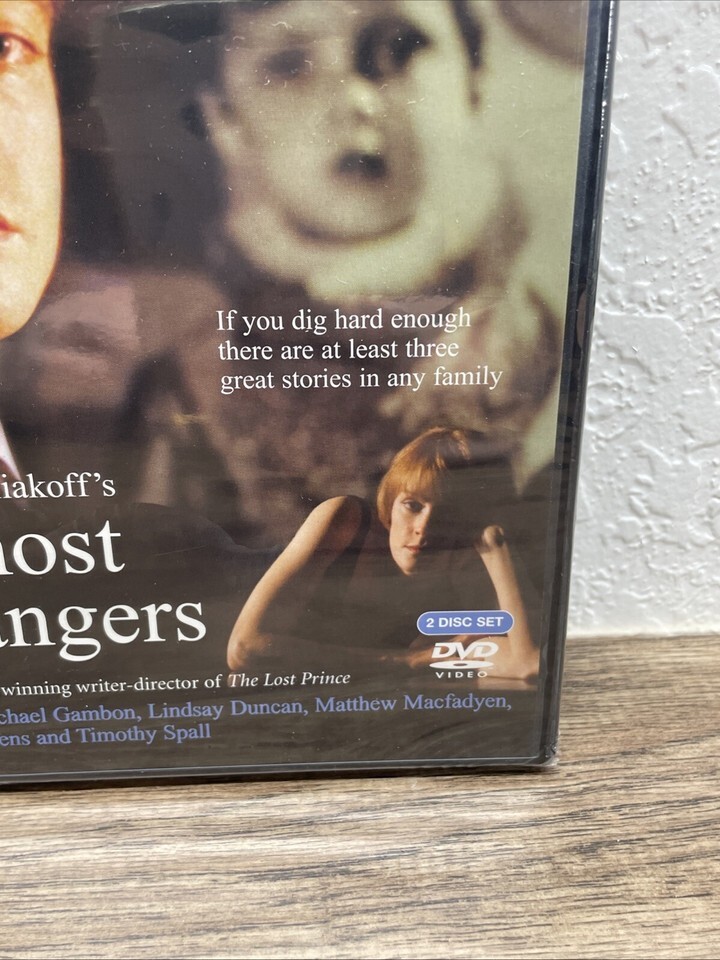 If you dig hard enough
there are at least three
great stories in any family
iakoff's
ost
ngers
winning writer-director of The Lost Prince
chael Gambon, Lindsay Duncan, Matthew Macfadyen,
ens and Timothy Spall
2 DISC SET
DVD
VIDEO